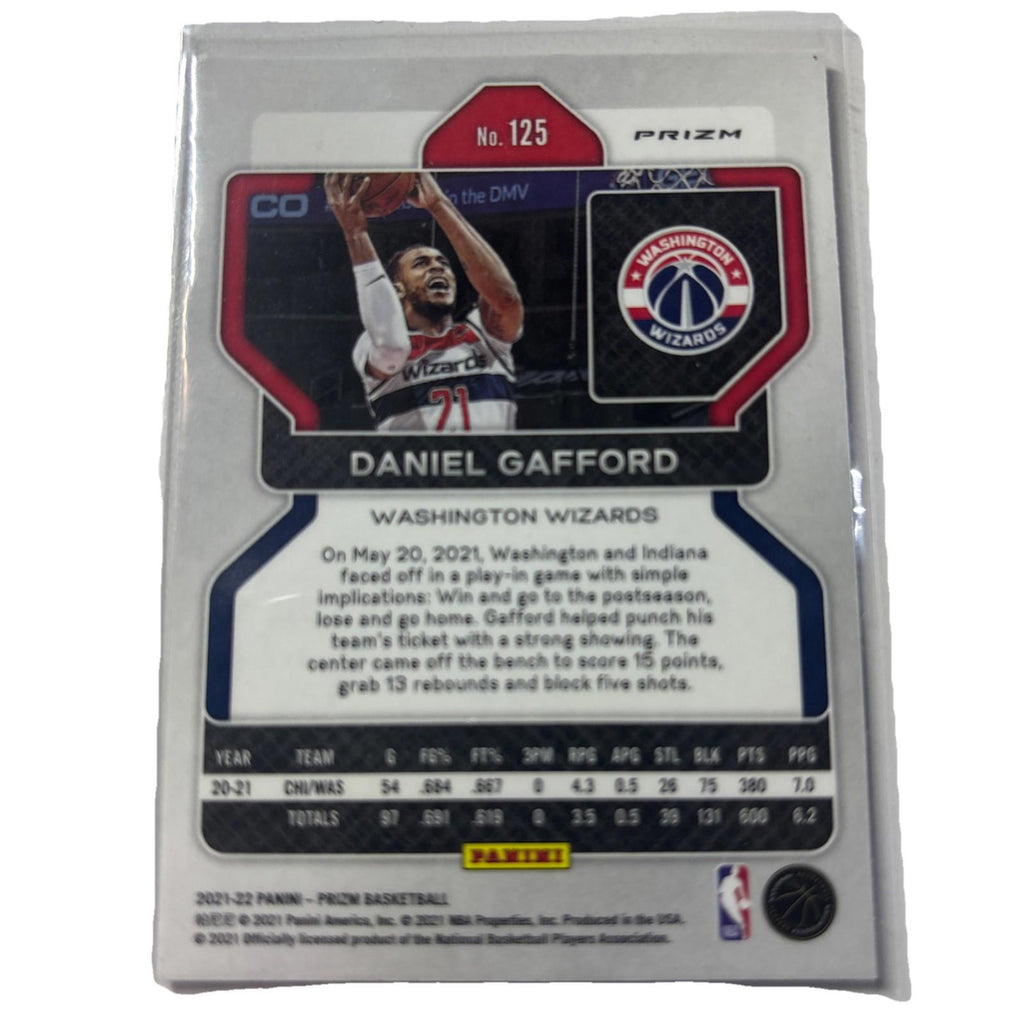 No. 125
PRIZM
CO
in the DMV
WASHINGTON
WIZARDS
Wizards
21
DANIEL GAFFORD
WASHINGTON WIZARDS
On May 20, 2021, Washington and Indiana
faced off in a play-in game with simple
implications: Win and go to the postseason,
lose and go home. Gafford helped punch his
team's ticket with a strong showing. The
center came off the bench to score 15 points,
grab 13 rebounds and block five shots.
YEAR TEAM G FG% FT% 3PM RPG APG STL BLK PTS PPG
20-21 CHI/WAS 54 .684 .667 0 4.3 0.5 26 75 380 7.0
TOTALS 97 .691 .619 0 3.5 0.5 39 131 600 6.2
PANINI
2021-22 PANINI – PRIZM BASKETBALL
© 2021 Panini America, Inc. © 2021 NBA Properties, Inc. Produced in the USA.
© 2021 Officially licensed product of the National Basketball Players Association.